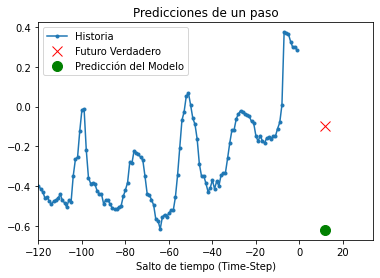 Predicciones de un paso
Historia
Futuro Verdadero
Predicción del Modelo
0.4
0.2
0.0
−0.2
−0.4
−0.6
−120 −100 −80 −60 −40 −20 0 20
Salto de tiempo (Time-Step)